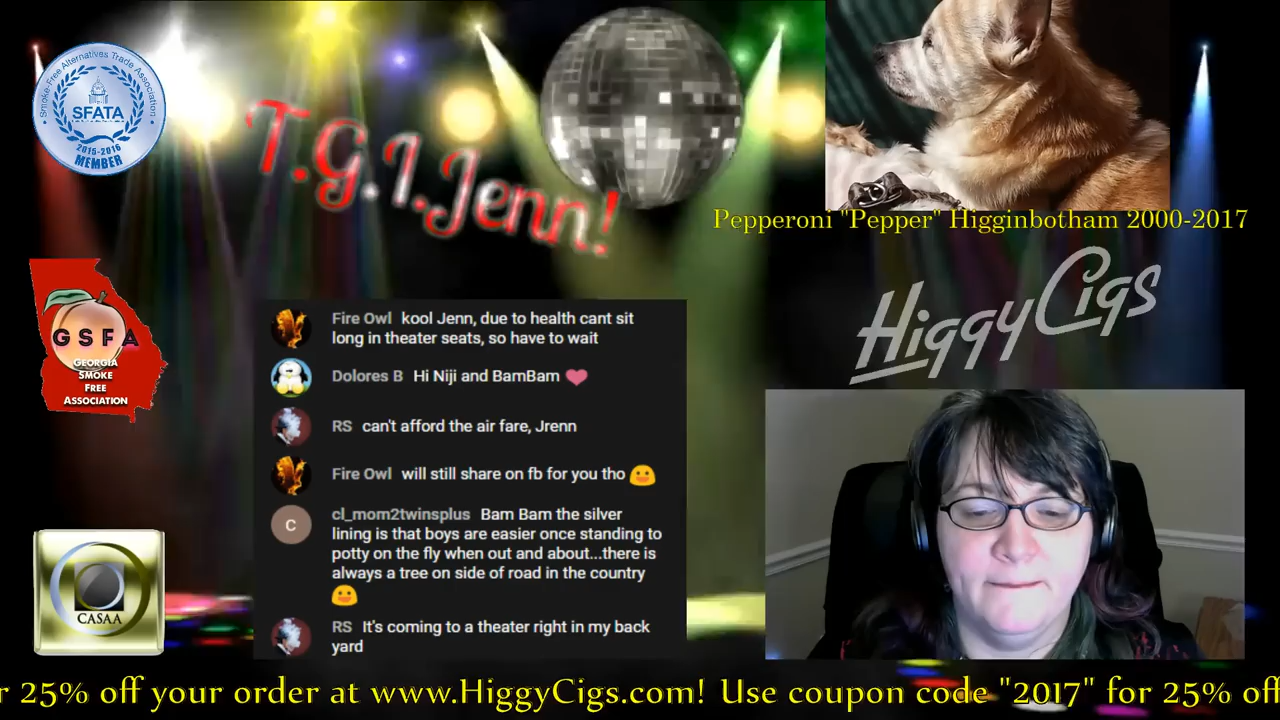 Smoke-Free Alternatives Trade Association
SFATA
2015-2016
MEMBER
T.G.I.Jenn!
Pepperoni "Pepper" Higginbotham 2000-2017
HiggyCigs
GSFA
GEORGIA
SMOKE
FREE
ASSOCIATION
Fire Owl kool Jenn, due to health cant sit
long in theater seats, so have to wait
Dolores B Hi Niji and BamBam
RS can't afford the air fare, Jrenn
Fire Owl will still share on fb for you tho
C
cl_mom2twinsplus Bam Bam the silver
lining is that boys are easier once standing to
potty on the fly when out and about...there is
always a tree on side of road in the country
RS It's coming to a theater right in my back
yard
CASAA
r 25% off your order at www.HiggyCigs.com! Use coupon code "2017" for 25% off